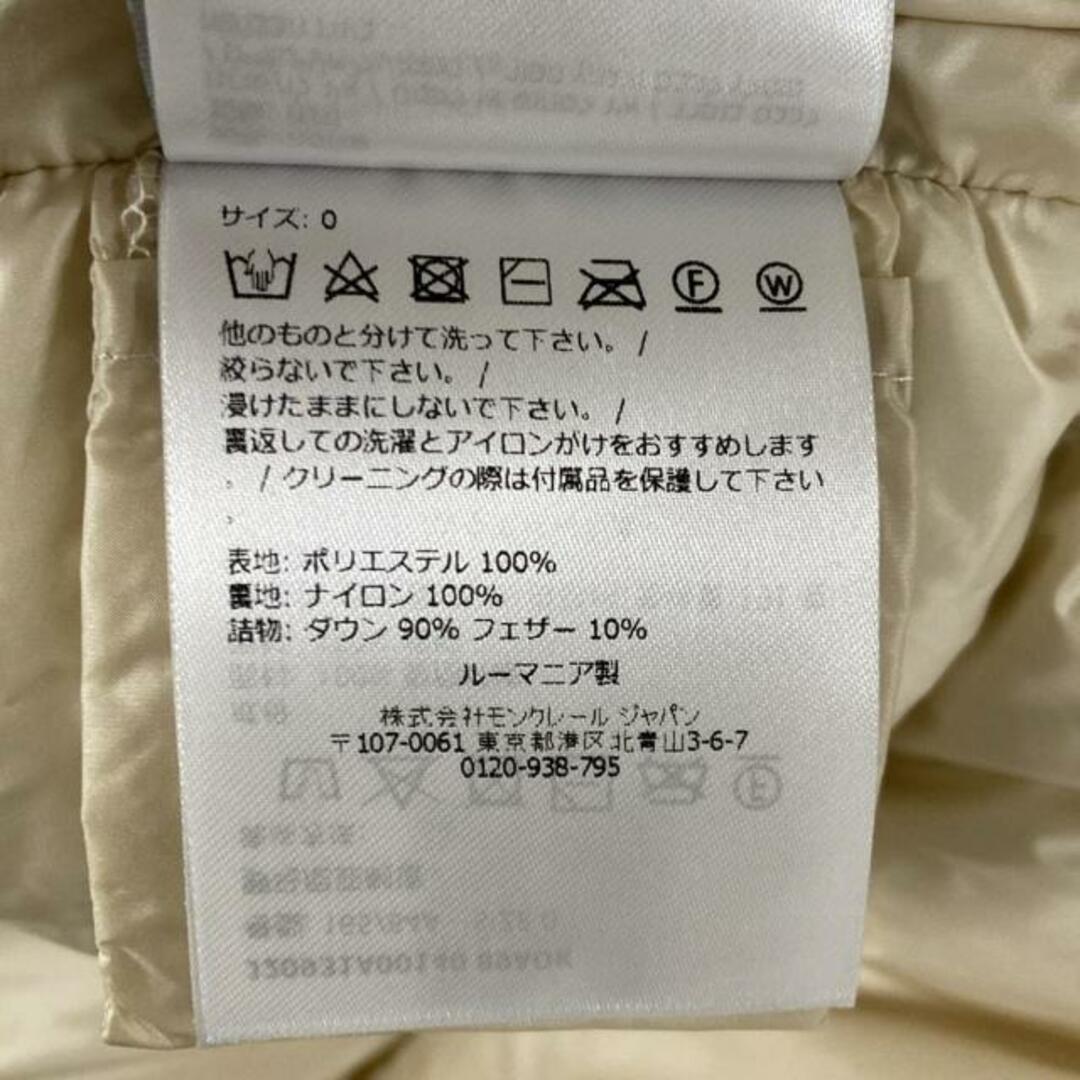 サイズ: 0
F W
他のものと分けて洗って下さい。 /
絞らないで下さい。 /
浸けたままにしないで下さい。 /
裏返しての洗濯とアイロンがけをおすすめします
。 / クリーニングの際は付属品を保護して下さい
。
表地: ポリエステル 100%
裏地: ナイロン 100%
詰物: ダウン 90% フェザー 10%
ルーマニア製
株式会社モンクレール ジャパン
〒107-0061 東京都港区北青山3-6-7
0120-938-795